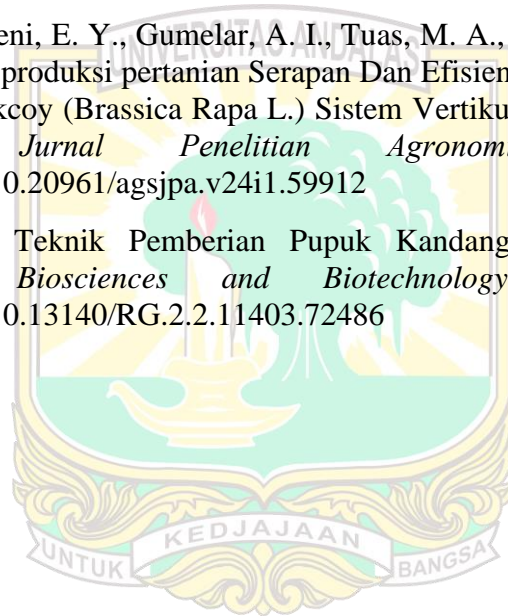 eni, E. Y., Gumelar, A. I., Tuas, M. A.,
produksi pertanian Serapan Dan Efisien
kcoy (Brassica Rapa L.) Sistem Vertiku
Jurnal Penelitian Agronom
0.20961/agsjpa.v24i1.59912
Teknik Pemberian Pupuk Kandang
Biosciences and Biotechnology
0.13140/RG.2.2.11403.72486
UNIVERSITAS ANDALAS
KEDJAJAAN
UNTUK BANGSA